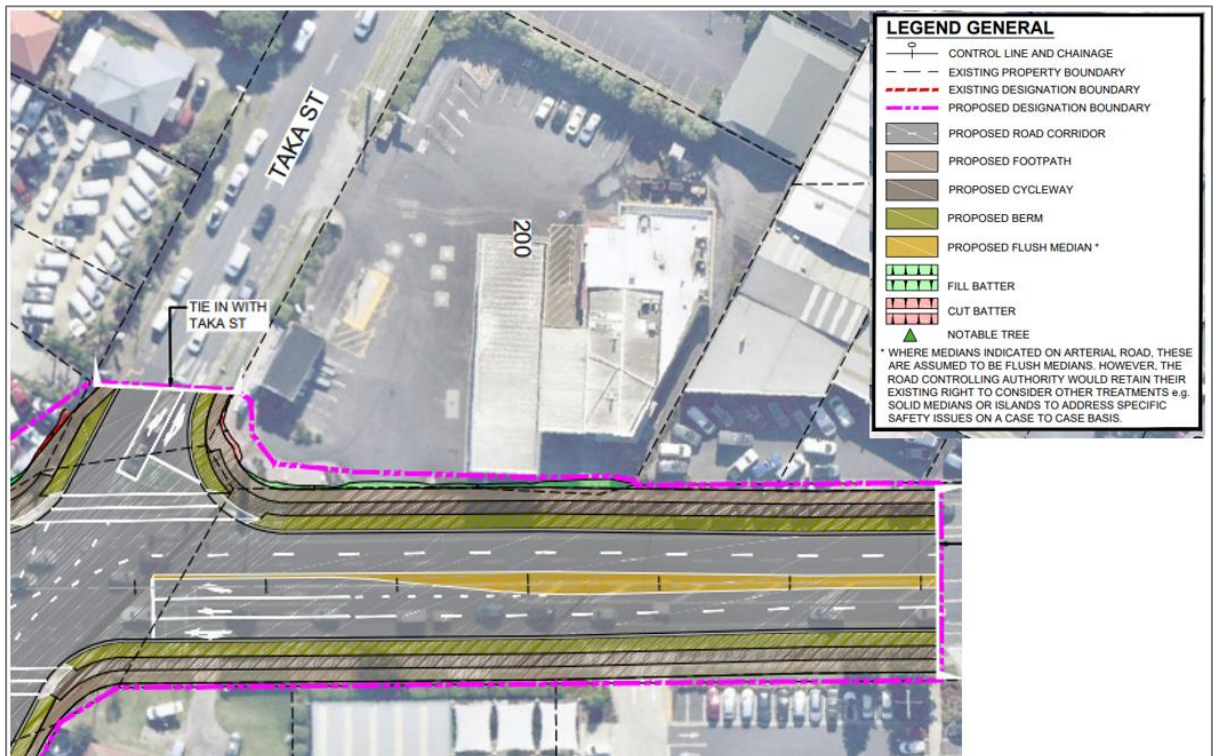 TAKA ST
200
TIE IN WITH
TAKA ST
LEGEND GENERAL
CONTROL LINE AND CHAINAGE
EXISTING PROPERTY BOUNDARY
EXISTING DESIGNATION BOUNDARY
PROPOSED DESIGNATION BOUNDARY
PROPOSED ROAD CORRIDOR
PROPOSED FOOTPATH
PROPOSED CYCLEWAY
PROPOSED BERM
PROPOSED FLUSH MEDIAN *
FILL BATTER
CUT BATTER
NOTABLE TREE
* WHERE MEDIANS INDICATED ON ARTERIAL ROAD, THESE
ARE ASSUMED TO BE FLUSH MEDIANS. HOWEVER, THE
ROAD CONTROLLING AUTHORITY WOULD RETAIN THEIR
EXISTING RIGHT TO CONSIDER OTHER TREATMENTS e.g.
SOLID MEDIANS OR ISLANDS TO ADDRESS SPECIFIC
SAFETY ISSUES ON A CASE TO CASE BASIS.